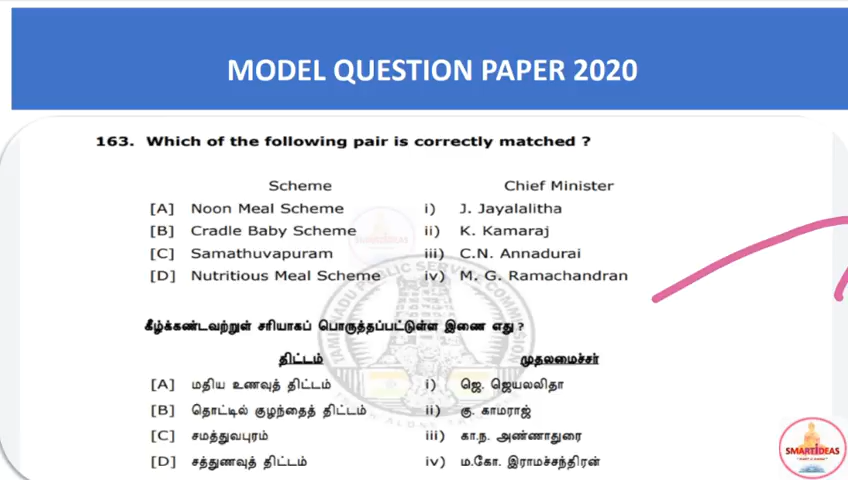 MODEL QUESTION PAPER 2020
163. Which of the following pair is correctly matched ?
Scheme Chief Minister
[A] Noon Meal Scheme i) J. Jayalalitha
[B] Cradle Baby Scheme ii) K. Kamaraj
[C] Samathuvapuram iii) C.N. Annadurai
[D] Nutritious Meal Scheme iv) M. G. Ramachandran
கீழ்க்கண்டவற்றுள் சரியாகப் பொருத்தப்பட்டுள்ள இணை எது ?
திட்டம் முதலமைச்சர்
[A] மதிய உணவுத் திட்டம் i) ஜெ. ஜெயலலிதா
[B] தொட்டில் குழந்தைத் திட்டம் ii) கு. காமராஜ்
[C] சமத்துவபுரம் iii) கா.ந. அண்ணாதுரை
[D] சத்துணவுத் திட்டம் iv) ம.கோ. இராமச்சந்திரன்
SMARTIDEAS